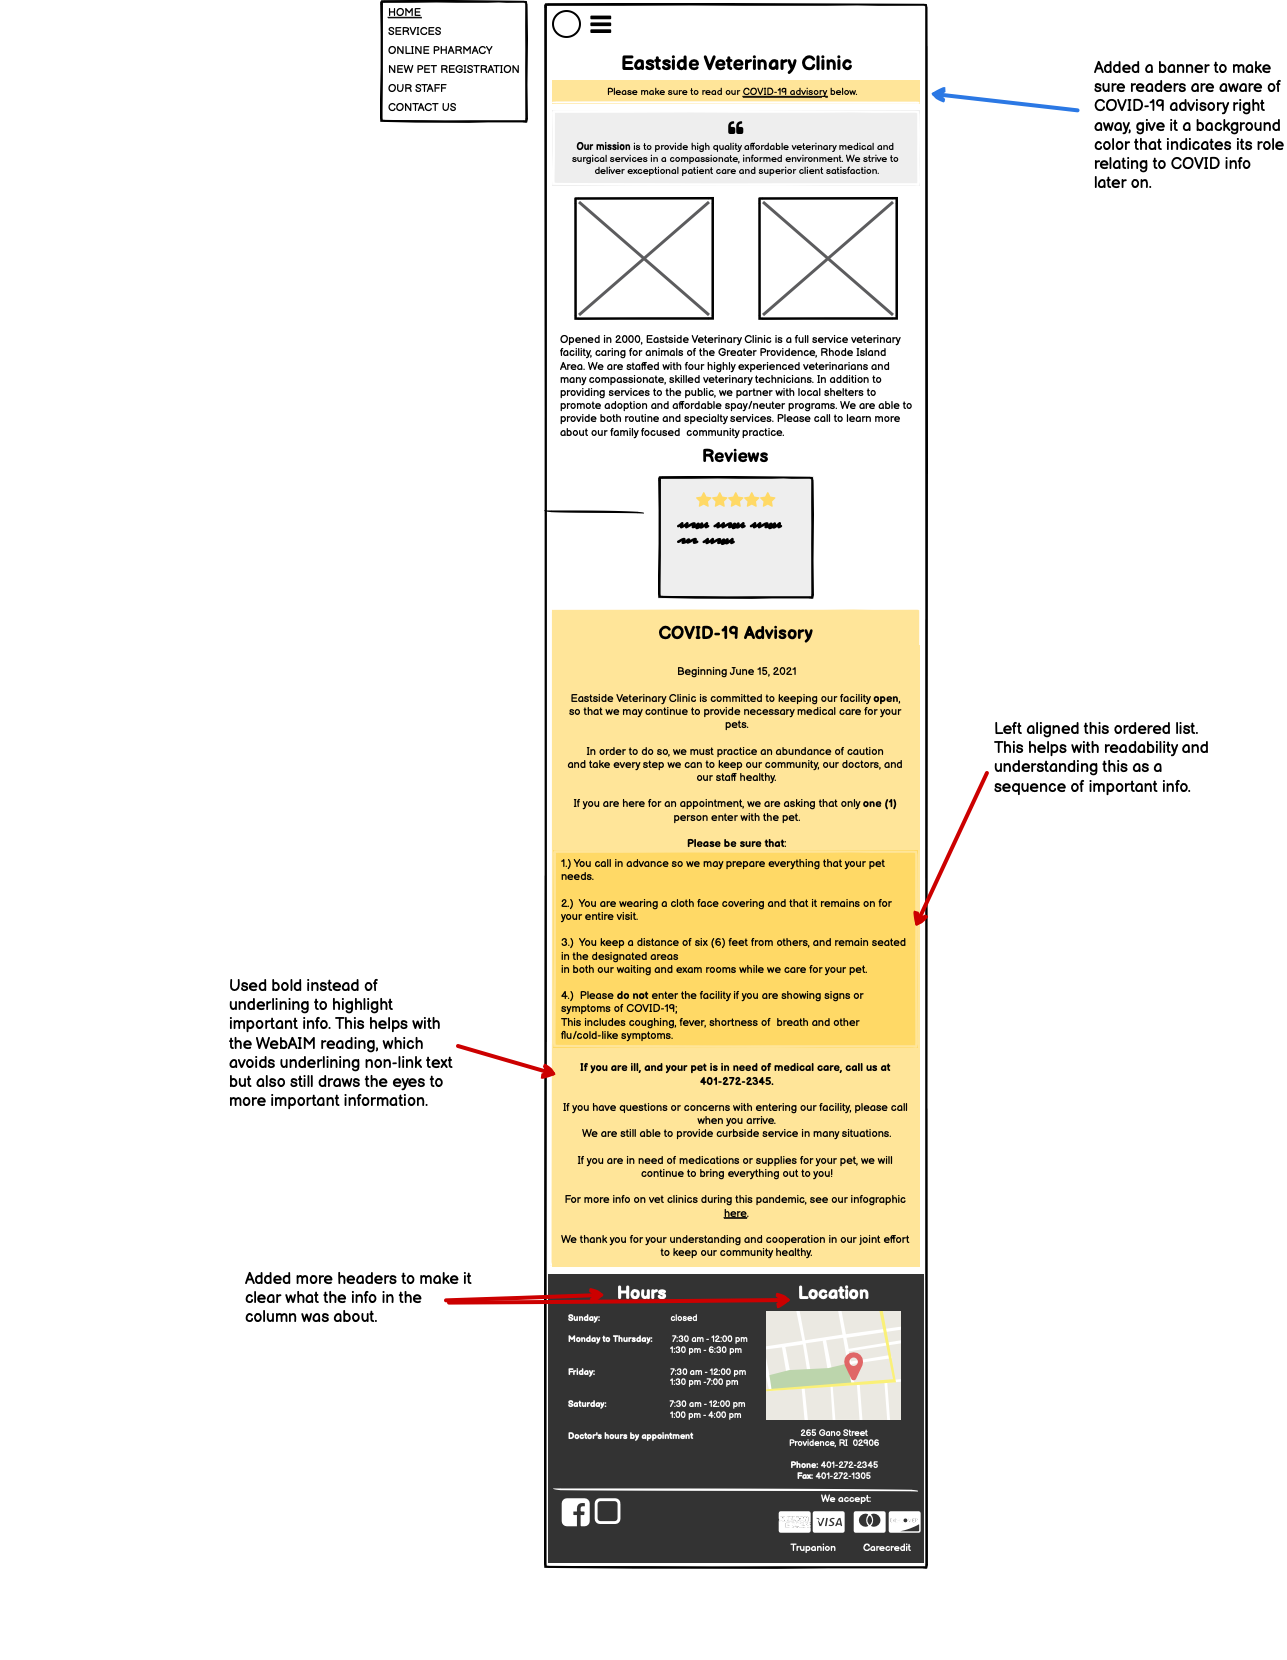 HOME
SERVICES
ONLINE PHARMACY
NEW PET REGISTRATION
OUR STAFF
CONTACT US
Eastside Veterinary Clinic
Please make sure to read our COVID-19 advisory below.
Added a banner to make
sure readers are aware of
COVID-19 advisory right
away, give it a background
color that indicates its role
relating to COVID info
later on.
Our mission is to provide high quality affordable veterinary medical and
surgical services in a compassionate, informed environment. We strive to
deliver exceptional patient care and superior client satisfaction.
Opened in 2000, Eastside Veterinary Clinic is a full service veterinary
facility, caring for animals of the Greater Providence, Rhode Island
Area. We are staffed with four highly experienced veterinarians and
many compassionate, skilled veterinary technicians. In addition to
providing services to the public, we partner with local shelters to
promote adoption and affordable spay/neuter programs. We are able to
provide both routine and specialty services. Please call to learn more
about our family focused  community practice.
Reviews
COVID-19 Advisory
Beginning June 15, 2021
Eastside Veterinary Clinic is committed to keeping our facility open,
so that we may continue to provide necessary medical care for your
pets.
In order to do so, we must practice an abundance of caution
and take every step we can to keep our community, our doctors, and
our staff healthy.
If you are here for an appointment, we are asking that only one (1)
person enter with the pet.
Please be sure that:
1.) You call in advance so we may prepare everything that your pet
needs.
2.)  You are wearing a cloth face covering and that it remains on for
your entire visit.
3.)  You keep a distance of six (6) feet from others, and remain seated
in the designated areas
in both our waiting and exam rooms while we care for your pet.
4.)  Please do not enter the facility if you are showing signs or
symptoms of COVID-19;
This includes coughing, fever, shortness of  breath and other
flu/cold-like symptoms.
Left aligned this ordered list.
This helps with readability and
understanding this as a
sequence of important info.
Used bold instead of
underlining to highlight
important info. This helps with
the WebAIM reading, which
avoids underlining non-link text
but also still draws the eyes to
more important information.
If you are ill, and your pet is in need of medical care, call us at
401-272-2345.
If you have questions or concerns with entering our facility, please call
when you arrive.
We are still able to provide curbside service in many situations.
If you are in need of medications or supplies for your pet, we will
continue to bring everything out to you!
For more info on vet clinics during this pandemic, see our infographic
here.
We thank you for your understanding and cooperation in our joint effort
to keep our community healthy.
Added more headers to make it
clear what the info in the
column was about.
Hours
Sunday: closed
Monday to Thursday: 7:30 am - 12:00 pm
1:30 pm - 6:30 pm
Friday: 7:30 am - 12:00 pm
1:30 pm -7:00 pm
Saturday: 7:30 am - 12:00 pm
1:00 pm - 4:00 pm
Doctor's hours by appointment
Location
265 Gano Street
Providence, RI  02906
Phone: 401-272-2345
Fax: 401-272-1305
We accept:
VISA
Trupanion Carecredit